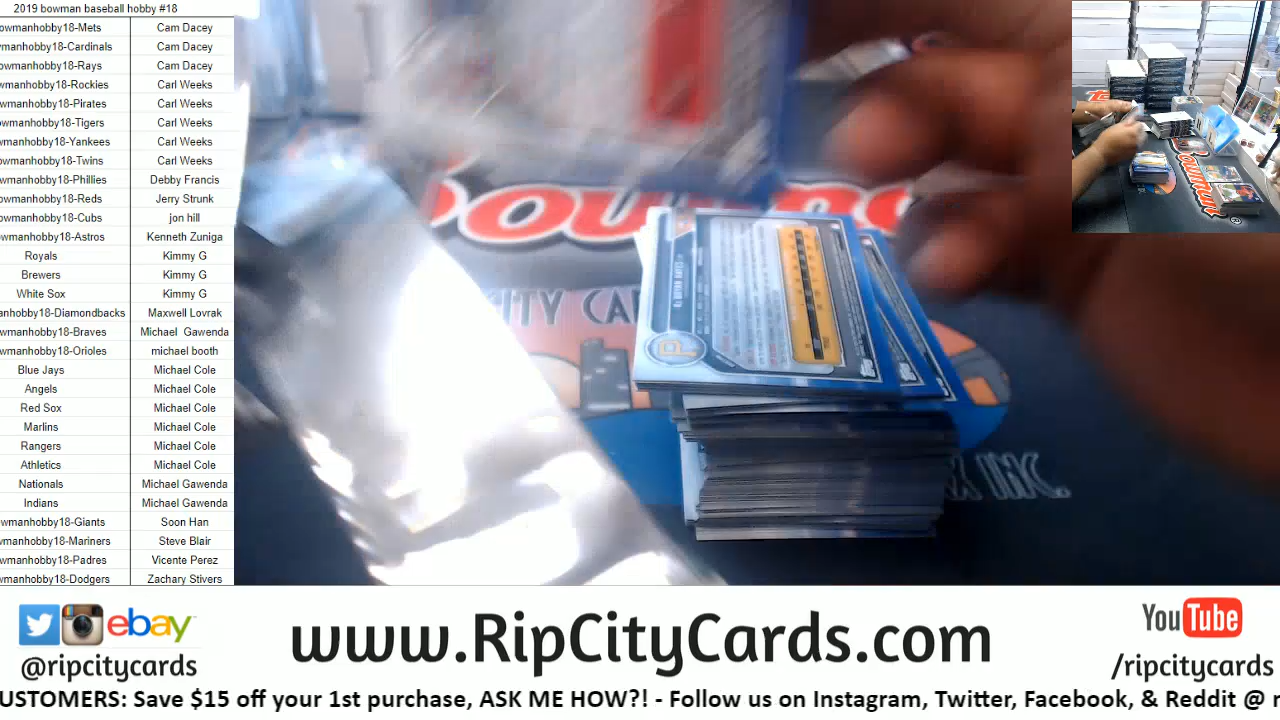 2019 bowman baseball hobby #18
owmanhobby18-Mets Cam Dacey
wmanhobby18-Cardinals Cam Dacey
owmanhobby18-Rays Cam Dacey
wmanhobby18-Rockies Carl Weeks
owmanhobby18-Pirates Carl Weeks
owmanhobby18-Tigers Carl Weeks
wmanhobby18-Yankees Carl Weeks
owmanhobby18-Twins Carl Weeks
wmanhobby18-Phillies Debby Francis
owmanhobby18-Reds Jerry Strunk
owmanhobby18-Cubs jon hill
owmanhobby18-Astros Kenneth Zuniga
Royals Kimmy G
Brewers Kimmy G
White Sox Kimmy G
anhobby18-Diamondbacks Maxwell Lovrak
owmanhobby18-Braves Michael Gawenda
owmanhobby18-Orioles michael booth
Blue Jays Michael Cole
Angels Michael Cole
Red Sox Michael Cole
Marlins Michael Cole
Rangers Michael Cole
Athletics Michael Cole
Nationals Michael Gawenda
Indians Michael Gawenda
owmanhobby18-Giants Soon Han
wmanhobby18-Mariners Steve Blair
owmanhobby18-Padres Vicente Perez
wmanhobby18-Dodgers Zachary Stivers
CITY CAR
INC.
P
ebay
@ripcitycards
www.RipCityCards.com
YouTube
/ripcitycards
USTOMERS: Save $15 off your 1st purchase, ASK ME HOW?! - Follow us on Instagram, Twitter, Facebook, & Reddit @